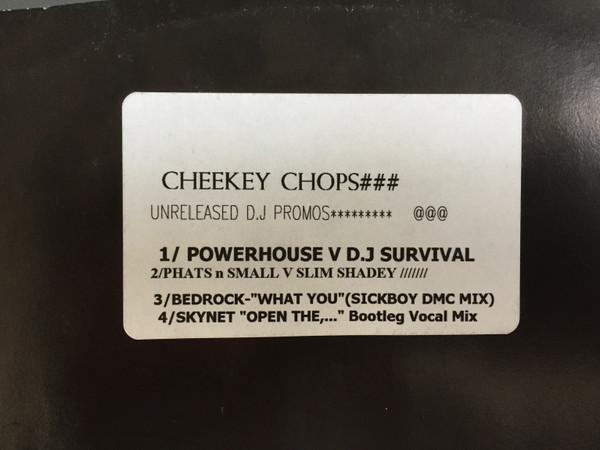 CHEEKEY CHOPS###
UNRELEASED D.J PROMOS********* @@@
1/ POWERHOUSE V D.J SURVIVAL
2/PHATS n SMALL V SLIM SHADEY ///////
3/BEDROCK-"WHAT YOU"(SICKBOY DMC MIX)
4/SKYNET "OPEN THE,..." Bootleg Vocal Mix